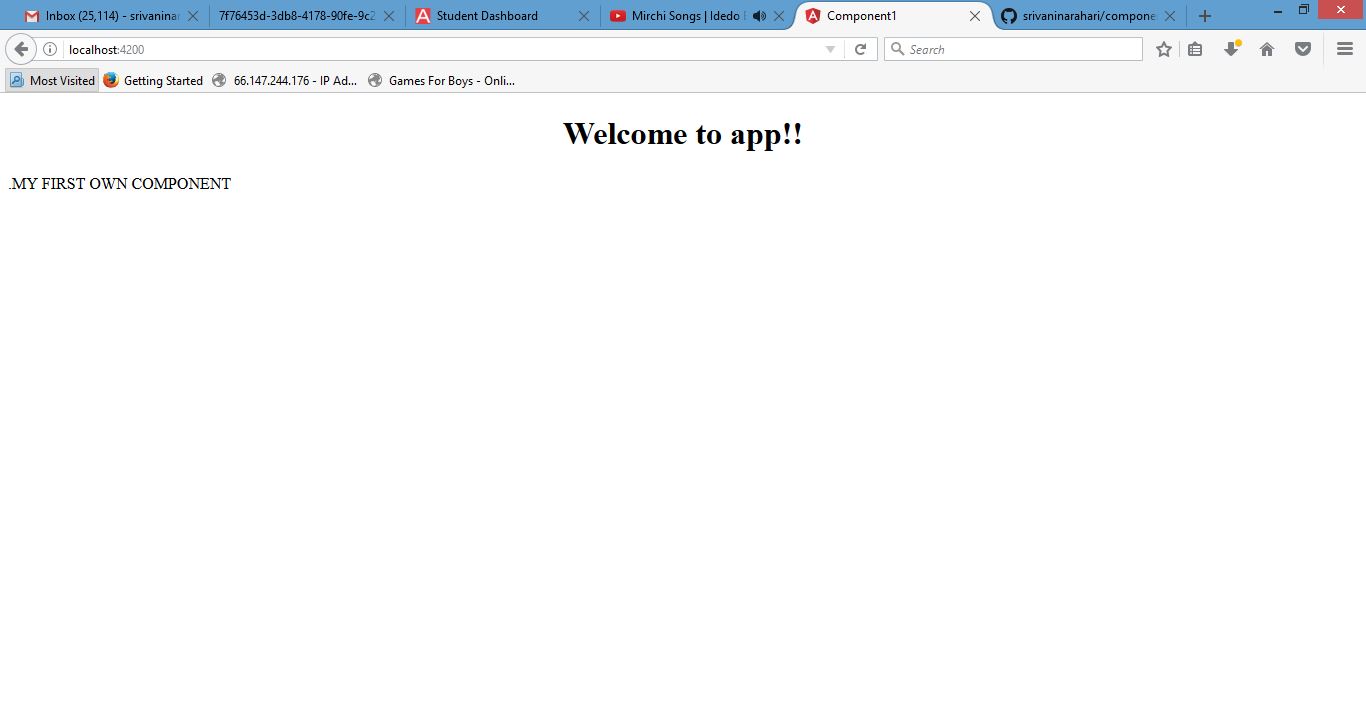 Inbox (25,114) - srivaninar 7f76453d-3db8-4178-90fe-9c2 Student Dashboard Mirchi Songs | Idedo Component1 srivaninarahari/compone
localhost:4200 Search
Most Visited Getting Started 66.147.244.176 - IP Ad... Games For Boys - Onli...
Welcome to app!!
.MY FIRST OWN COMPONENT